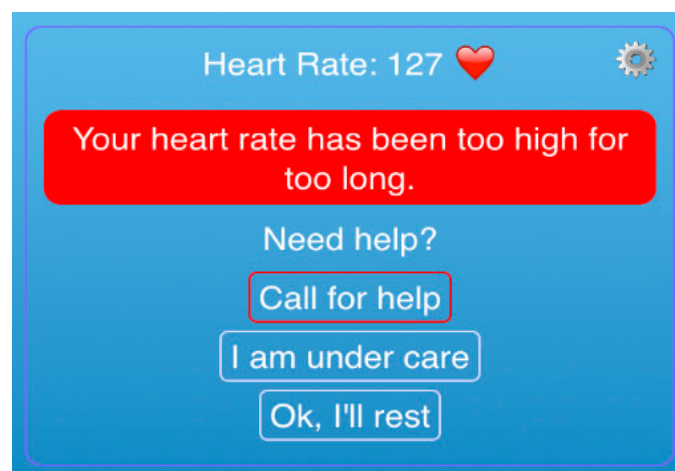 Heart Rate: 127 ❤️
Your heart rate has been too high for
too long.
Need help?
Call for help
I am under care
Ok, I'll rest